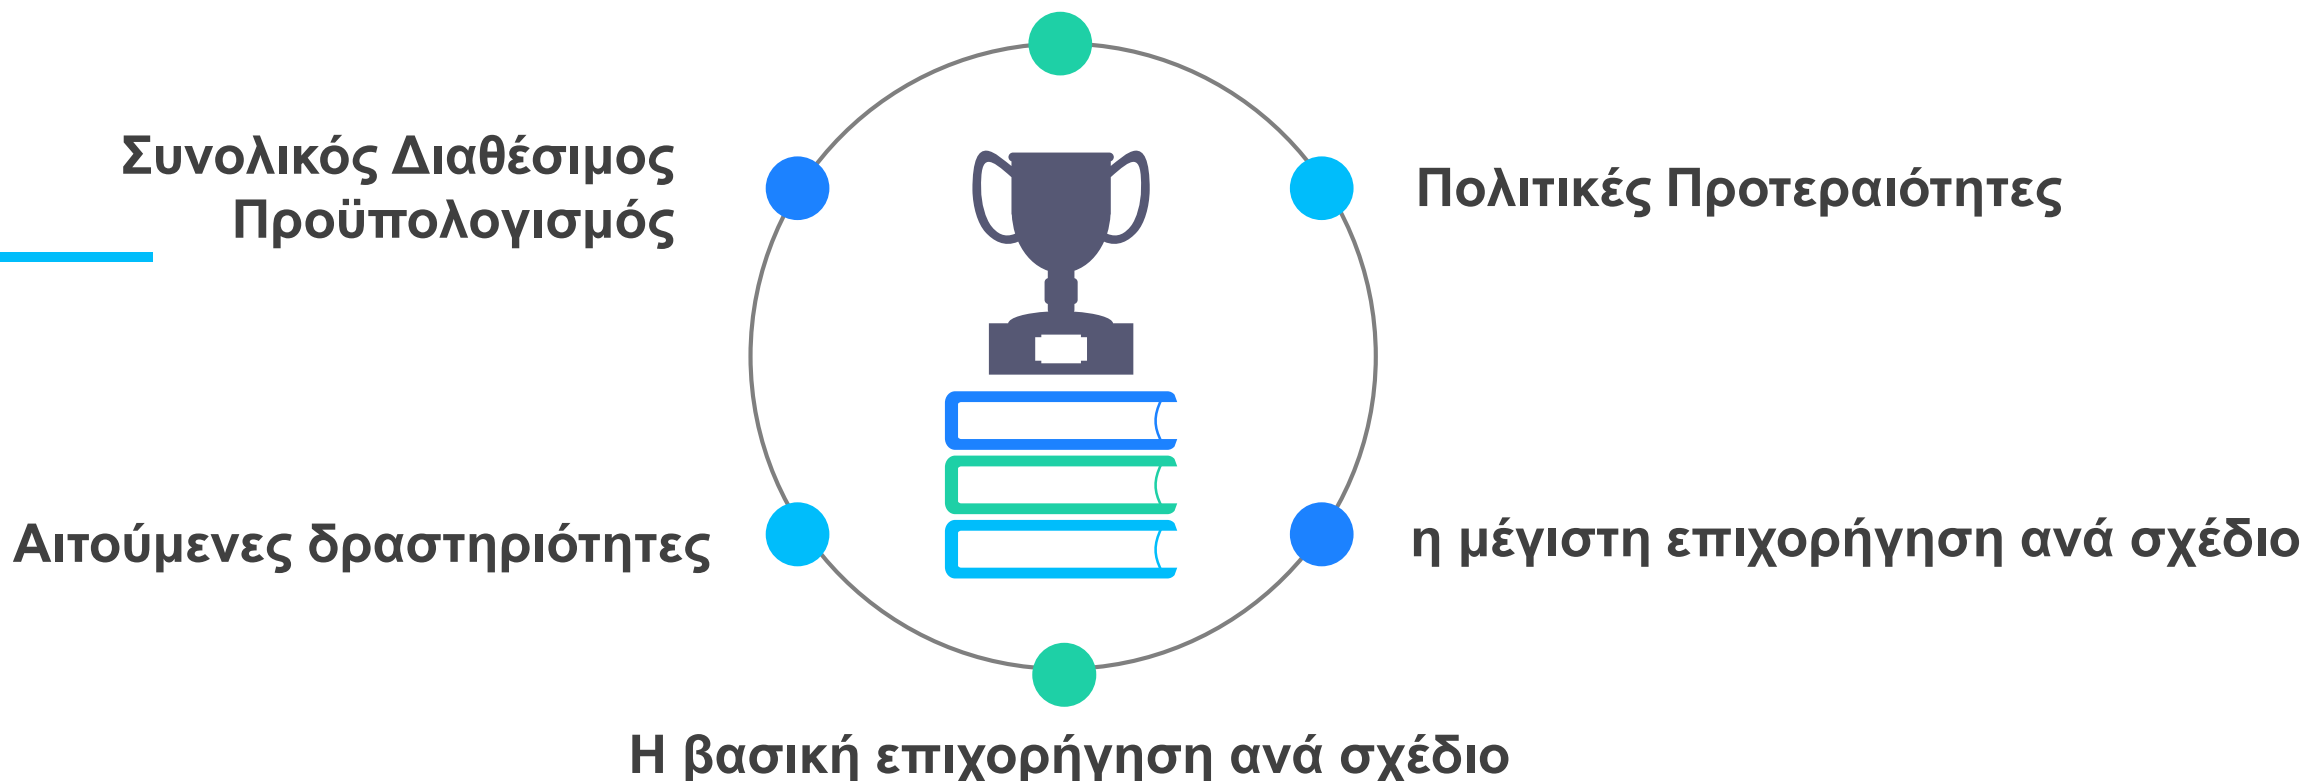 Συνολικός Διαθέσιμος
Προϋπολογισμός
Πολιτικές Προτεραιότητες
Αιτούμενες δραστηριότητες
η μέγιστη επιχορήγηση ανά σχέδιο
Η βασική επιχορήγηση ανά σχέδιο